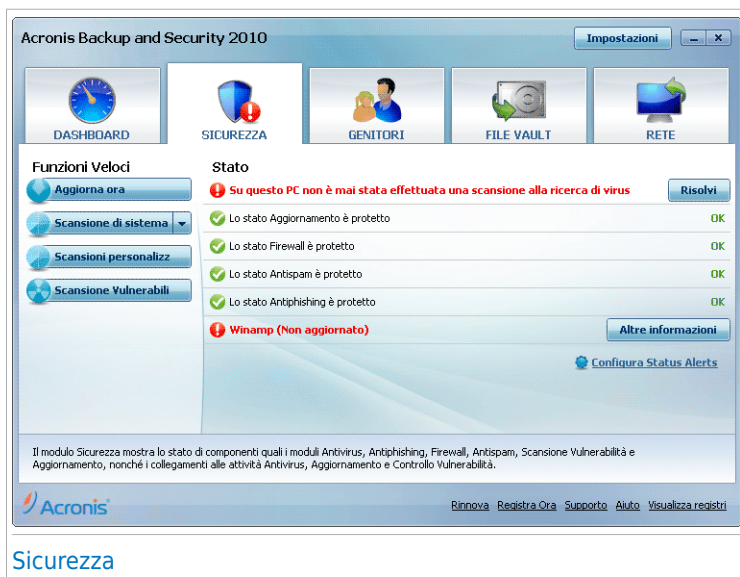 Acronis Backup and Security 2010
Impostazioni
DASHBOARD
SICUREZZA
GENITORI
FILE VAULT
RETE
Funzioni Veloci
Aggiorna ora
Scansione di sistema
Scansioni personalizz
Scansione Vulnerabili
Stato
Su questo PC non è mai stata effettuata una scansione alla ricerca di virus
Risolvi
Lo stato Aggiornamento è protetto
OK
Lo stato Firewall è protetto
OK
Lo stato Antispam è protetto
OK
Lo stato Antiphishing è protetto
OK
Winamp (Non aggiornato)
Altre informazioni
Configura Status Alerts
Il modulo Sicurezza mostra lo stato di componenti quali i moduli Antivirus, Antiphishing, Firewall, Antispam, Scansione Vulnerabilità e
Aggiornamento, nonché i collegamenti alle attività Antivirus, Aggiornamento e Controllo Vulnerabilità.
Acronis
Rinnova Registra Ora Supporto Aiuto Visualizza registri
Sicurezza